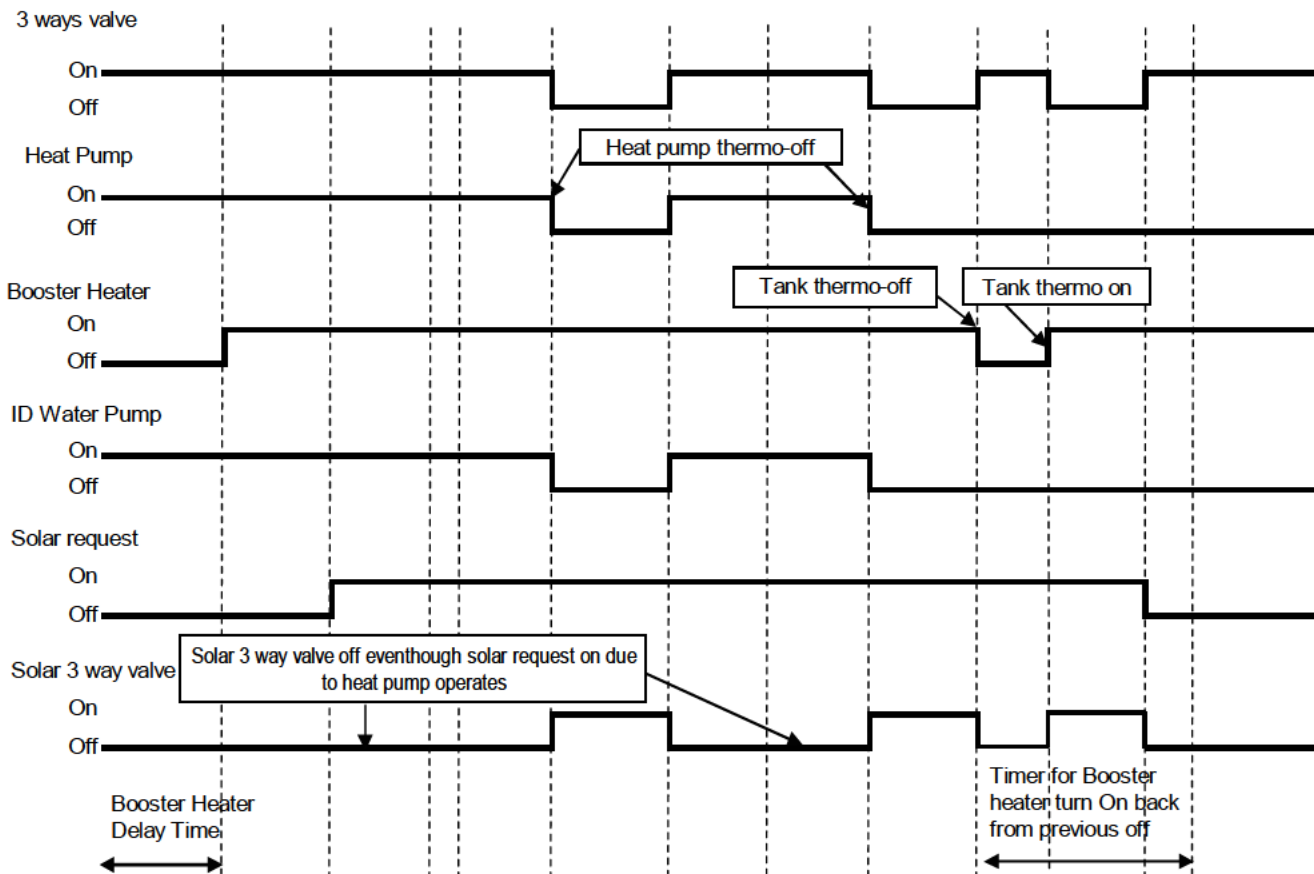 3 ways valve
On
Off
Heat Pump
Heat pump thermo-off
On
Off
Booster Heater
Tank thermo-off
Tank thermo on
On
Off
ID Water Pump
On
Off
Solar request
On
Off
Solar 3 way valve
Solar 3 way valve off eventhough solar request on due
to heat pump operates
On
Off
Booster Heater
Delay Time
Timer for Booster
heater turn On back
from previous off